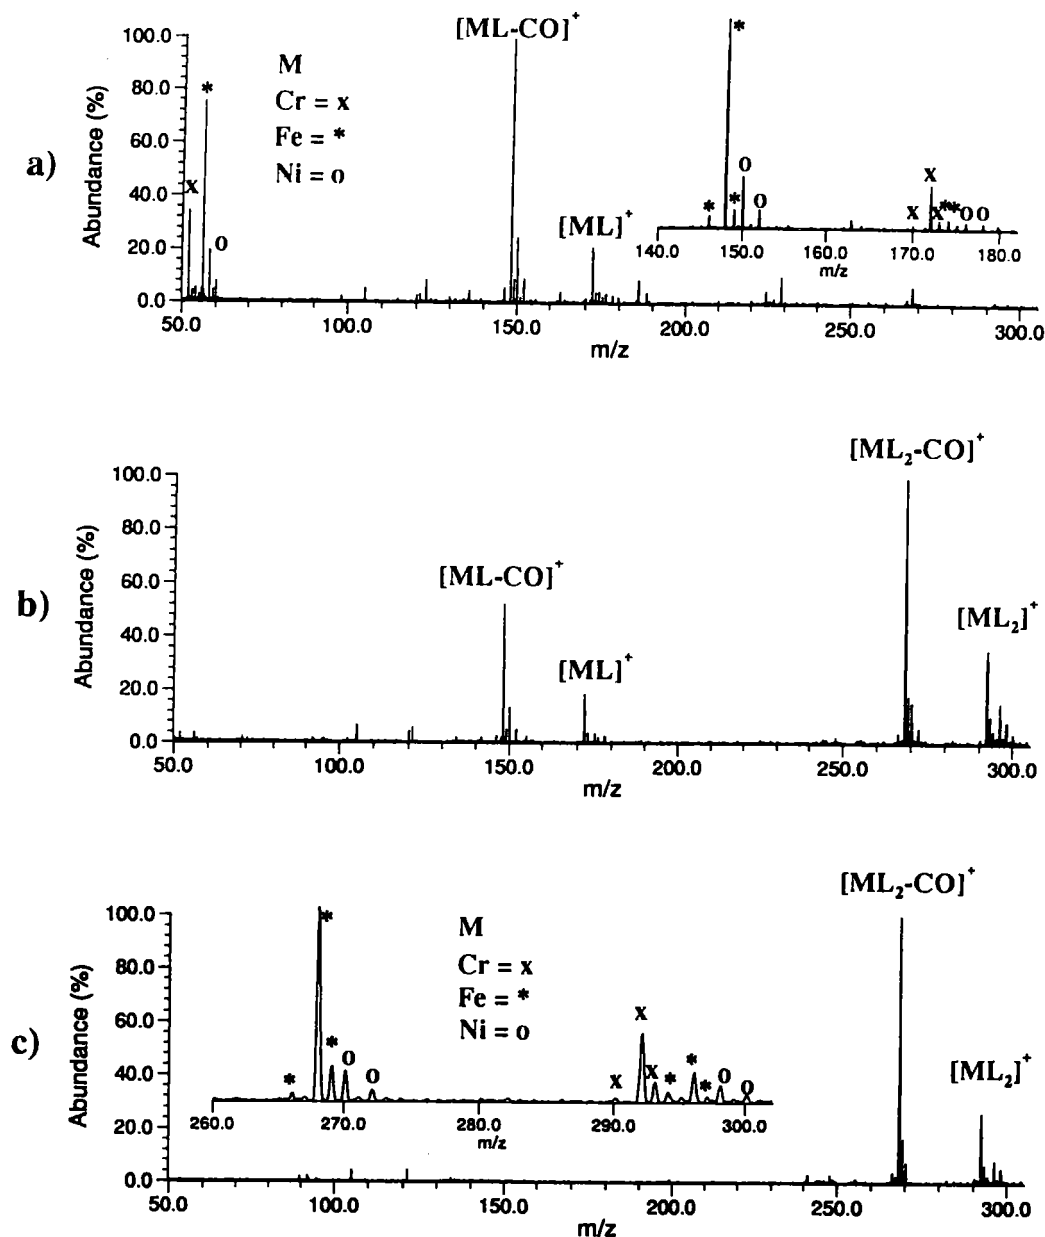 a)
[ML-CO]⁺
M
Cr = x
Fe = *
Ni = o
[ML]⁺
Abundance (%)
100.0
80.0
60.0
40.0
20.0
0.0
x
*
o
50.0 100.0 150.0 200.0 250.0 300.0
m/z
*
* * o o x x x * * o o
140.0 150.0 160.0 170.0 180.0
m/z
b)
[ML₂-CO]⁺
[ML-CO]⁺
[ML₂]⁺
[ML]⁺
Abundance (%)
100.0
80.0
60.0
40.0
20.0
0.0
50.0 100.0 150.0 200.0 250.0 300.0
m/z
c)
[ML₂-CO]⁺
M
Cr = x
Fe = *
Ni = o
[ML₂]⁺
Abundance (%)
100.0
80.0
60.0
40.0
20.0
0.0
* * * o o x x x * * * o o
260.0 270.0 280.0 290.0 300.0
m/z
50.0 100.0 150.0 200.0 250.0 300.0
m/z